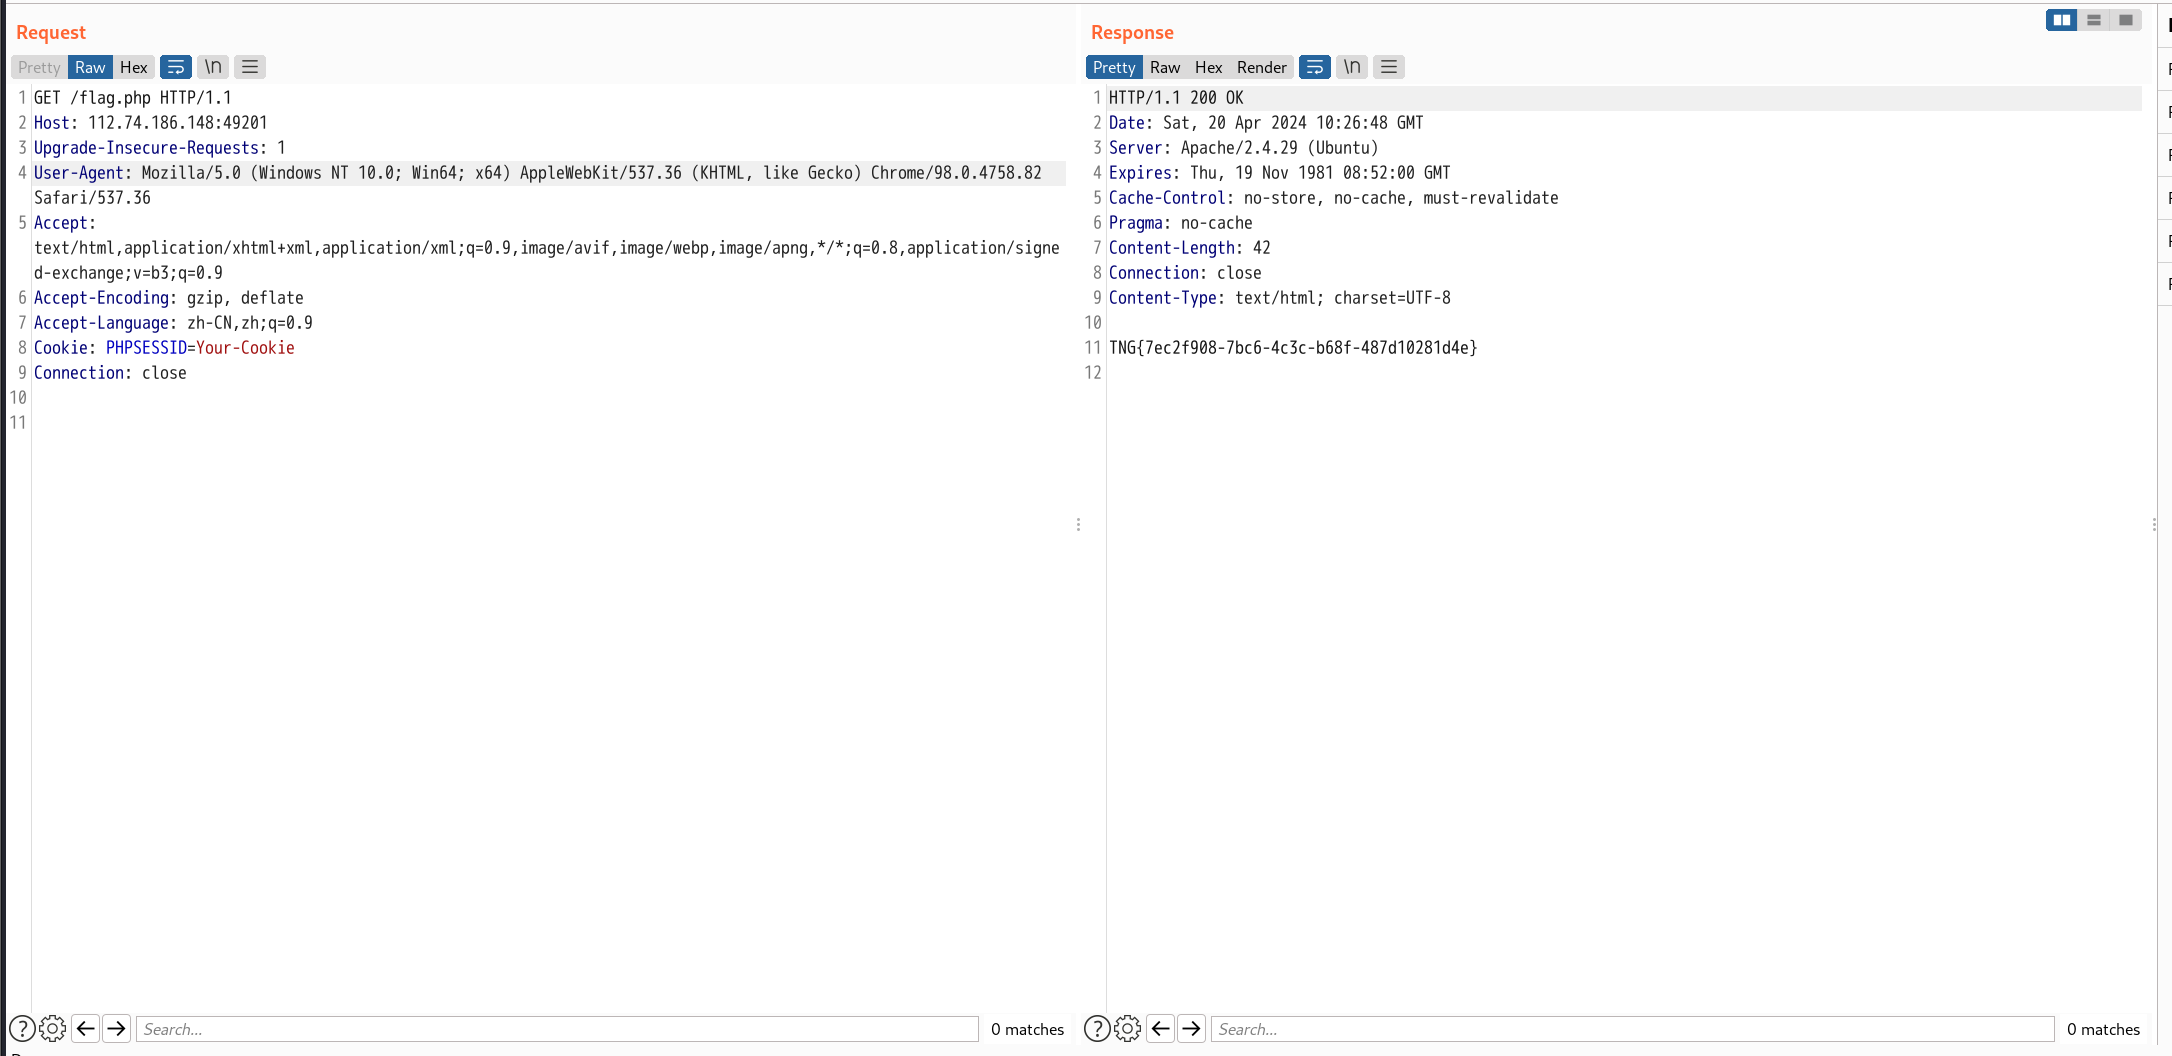 Request
Pretty Raw Hex \n
1 GET /flag.php HTTP/1.1
2 Host: 112.74.186.148:49201
3 Upgrade-Insecure-Requests: 1
4 User-Agent: Mozilla/5.0 (Windows NT 10.0; Win64; x64) AppleWebKit/537.36 (KHTML, like Gecko) Chrome/98.0.4758.82
Safari/537.36
5 Accept:
text/html,application/xhtml+xml,application/xml;q=0.9,image/avif,image/webp,image/apng,*/*;q=0.8,application/signe
d-exchange;v=b3;q=0.9
6 Accept-Encoding: gzip, deflate
7 Accept-Language: zh-CN,zh;q=0.9
8 Cookie: PHPSESSID=Your-Cookie
9 Connection: close
10
11
Search...
0 matches
Response
Pretty Raw Hex Render \n
1 HTTP/1.1 200 OK
2 Date: Sat, 20 Apr 2024 10:26:48 GMT
3 Server: Apache/2.4.29 (Ubuntu)
4 Expires: Thu, 19 Nov 1981 08:52:00 GMT
5 Cache-Control: no-store, no-cache, must-revalidate
6 Pragma: no-cache
7 Content-Length: 42
8 Connection: close
9 Content-Type: text/html; charset=UTF-8
10
11 TNG{7ec2f908-7bc6-4c3c-b68f-487d10281d4e}
12
Search...
0 matches